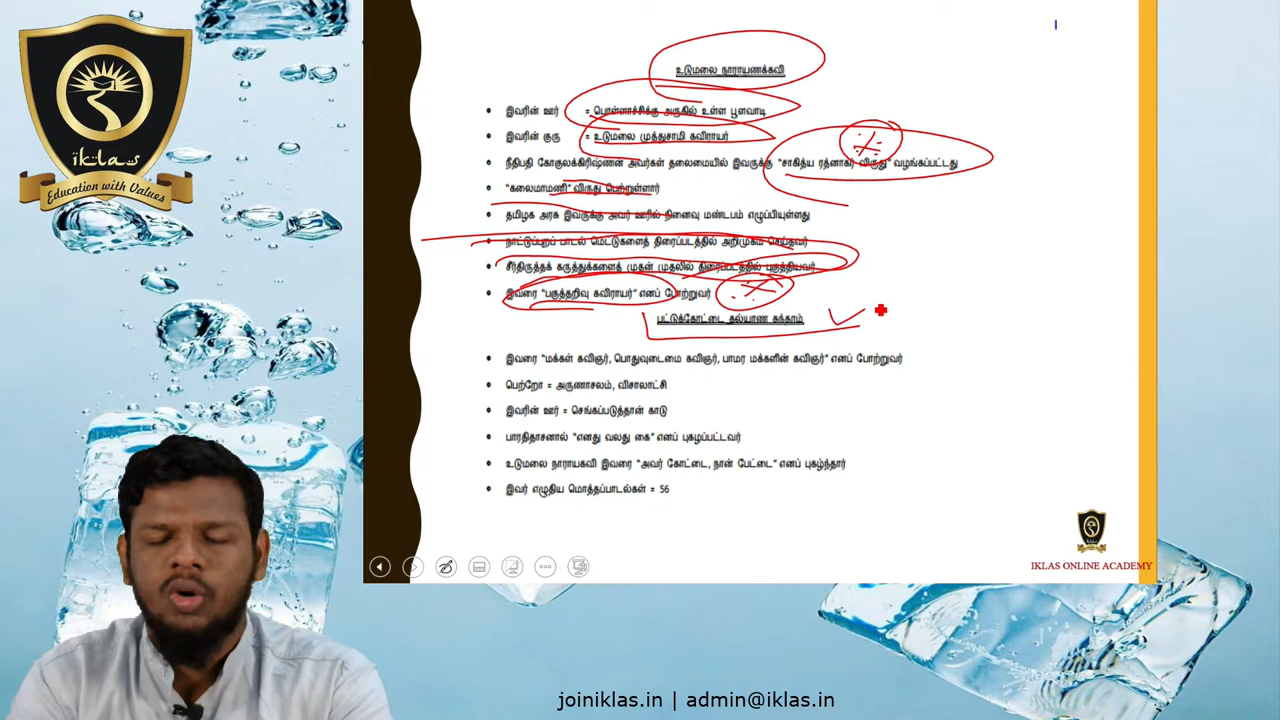 iklas
Education with Values
உடுமலை நாராயணக்கவி
இவரின் ஊர் = பொள்ளாச்சிக்கு அருகில் உள்ள பூளவாடி
இவரின் குரு = உடுமலை முத்துசாமி கவிராயர்
நீதிபதி கோகுலக்கிரிஷ்ணன் அவர்கள் தலைமையில் இவருக்கு "சாகித்ய ரத்னாகர் விருது" வழங்கப்பட்டது
"கலைமாமணி" விருது பெற்றுள்ளார்
தமிழக அரசு இவருக்கு அவர் ஊரில் நினைவு மண்டபம் எழுப்பியுள்ளது
நாட்டுப்புறப் பாடல் மெட்டுகளைத் திரைப்படத்தில் அறிமுகம் செய்தவர்
சீர்திருத்தக் கருத்துக்களைத் முதன் முதலில் திரைப்படத்தில் புகுத்தியவர்
இவரை "பகுத்தறிவு கவிராயர்" எனப் போற்றுவர்
பட்டுக்கோட்டை கல்யாண சுந்தரம்
இவரை "மக்கள் கவிஞர், பொதுவுடைமை கவிஞர், பாமர மக்களின் கவிஞர்" எனப் போற்றுவர்
பெற்றோ = அருணாசலம், விசாலாட்சி
இவரின் ஊர் = செங்கப்படுத்தான் காடு
பாரதிதாசனால் "எனது வலது கை" எனப் புகழப்பட்டவர்
உடுமலை நாராயகவி இவரை "அவர் கோட்டை, நான் பேட்டை" எனப் புகழ்ந்தார்
இவர் எழுதிய மொத்தப்பாடல்கள் = 56
IKLAS ONLINE ACADEMY
joiniklas.in | admin@iklas.in